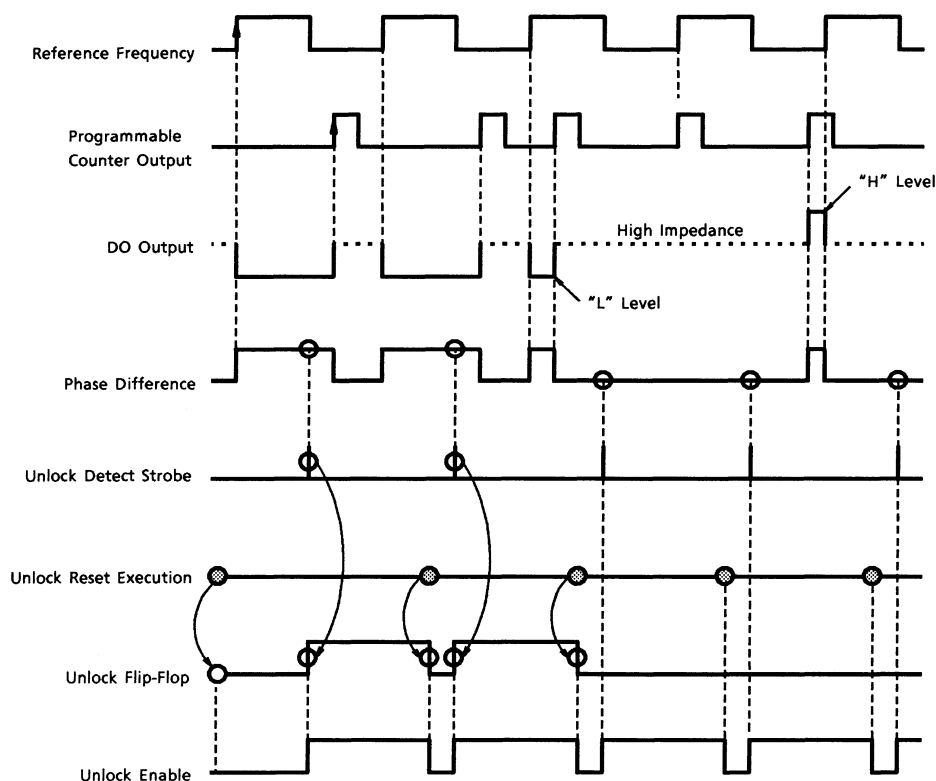 Reference Frequency
Programmable
Counter Output
"H" Level
High Impedance
DO Output
"L" Level
Phase Difference
Unlock Detect Strobe
Unlock Reset Execution
Unlock Flip-Flop
Unlock Enable